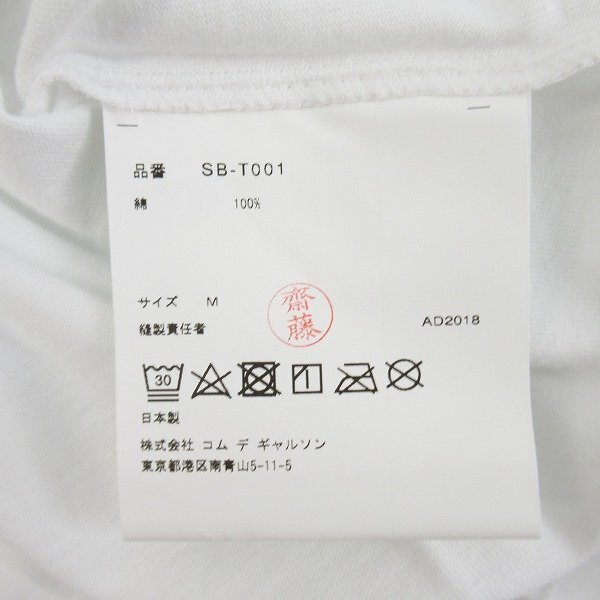 品番 SB-T001
綿 100%
サイズ M
縫製責任者
齋藤
AD2018
30
日本製
株式会社 コム デ ギャルソン
東京都港区南青山5-11-5